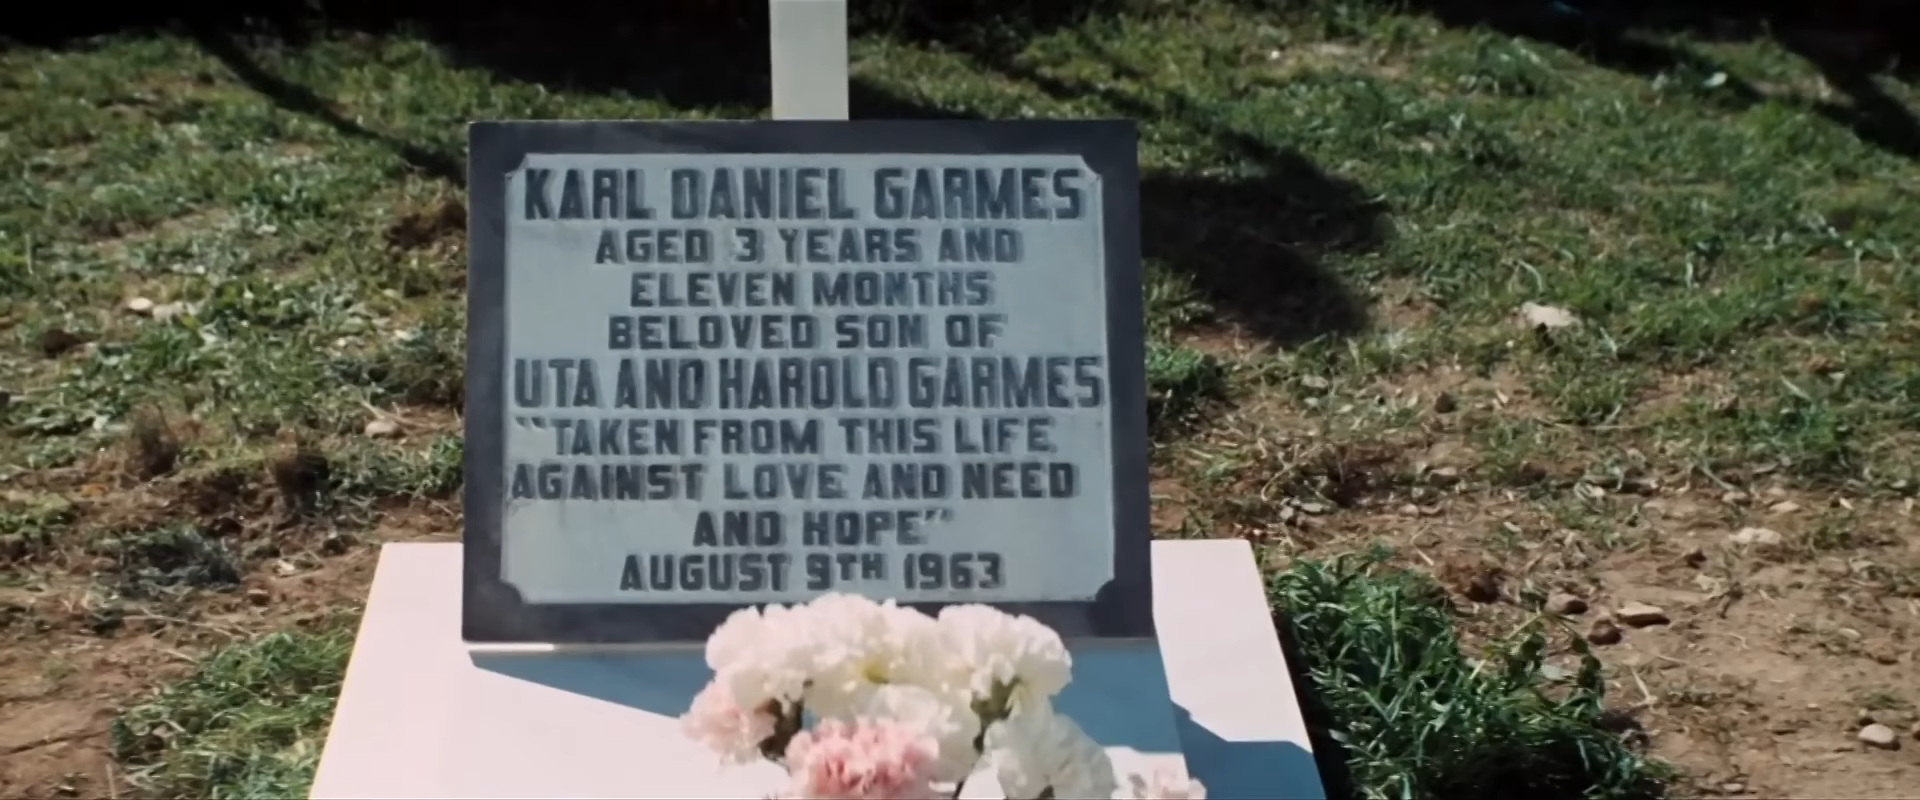 KARL DANIEL GARMES
AGED 3 YEARS AND
ELEVEN MONTHS
BELOVED SON OF
UTA AND HAROLD GARMES
"TAKEN FROM THIS LIFE
AGAINST LOVE AND NEED
AND HOPE"
AUGUST 9TH 1963